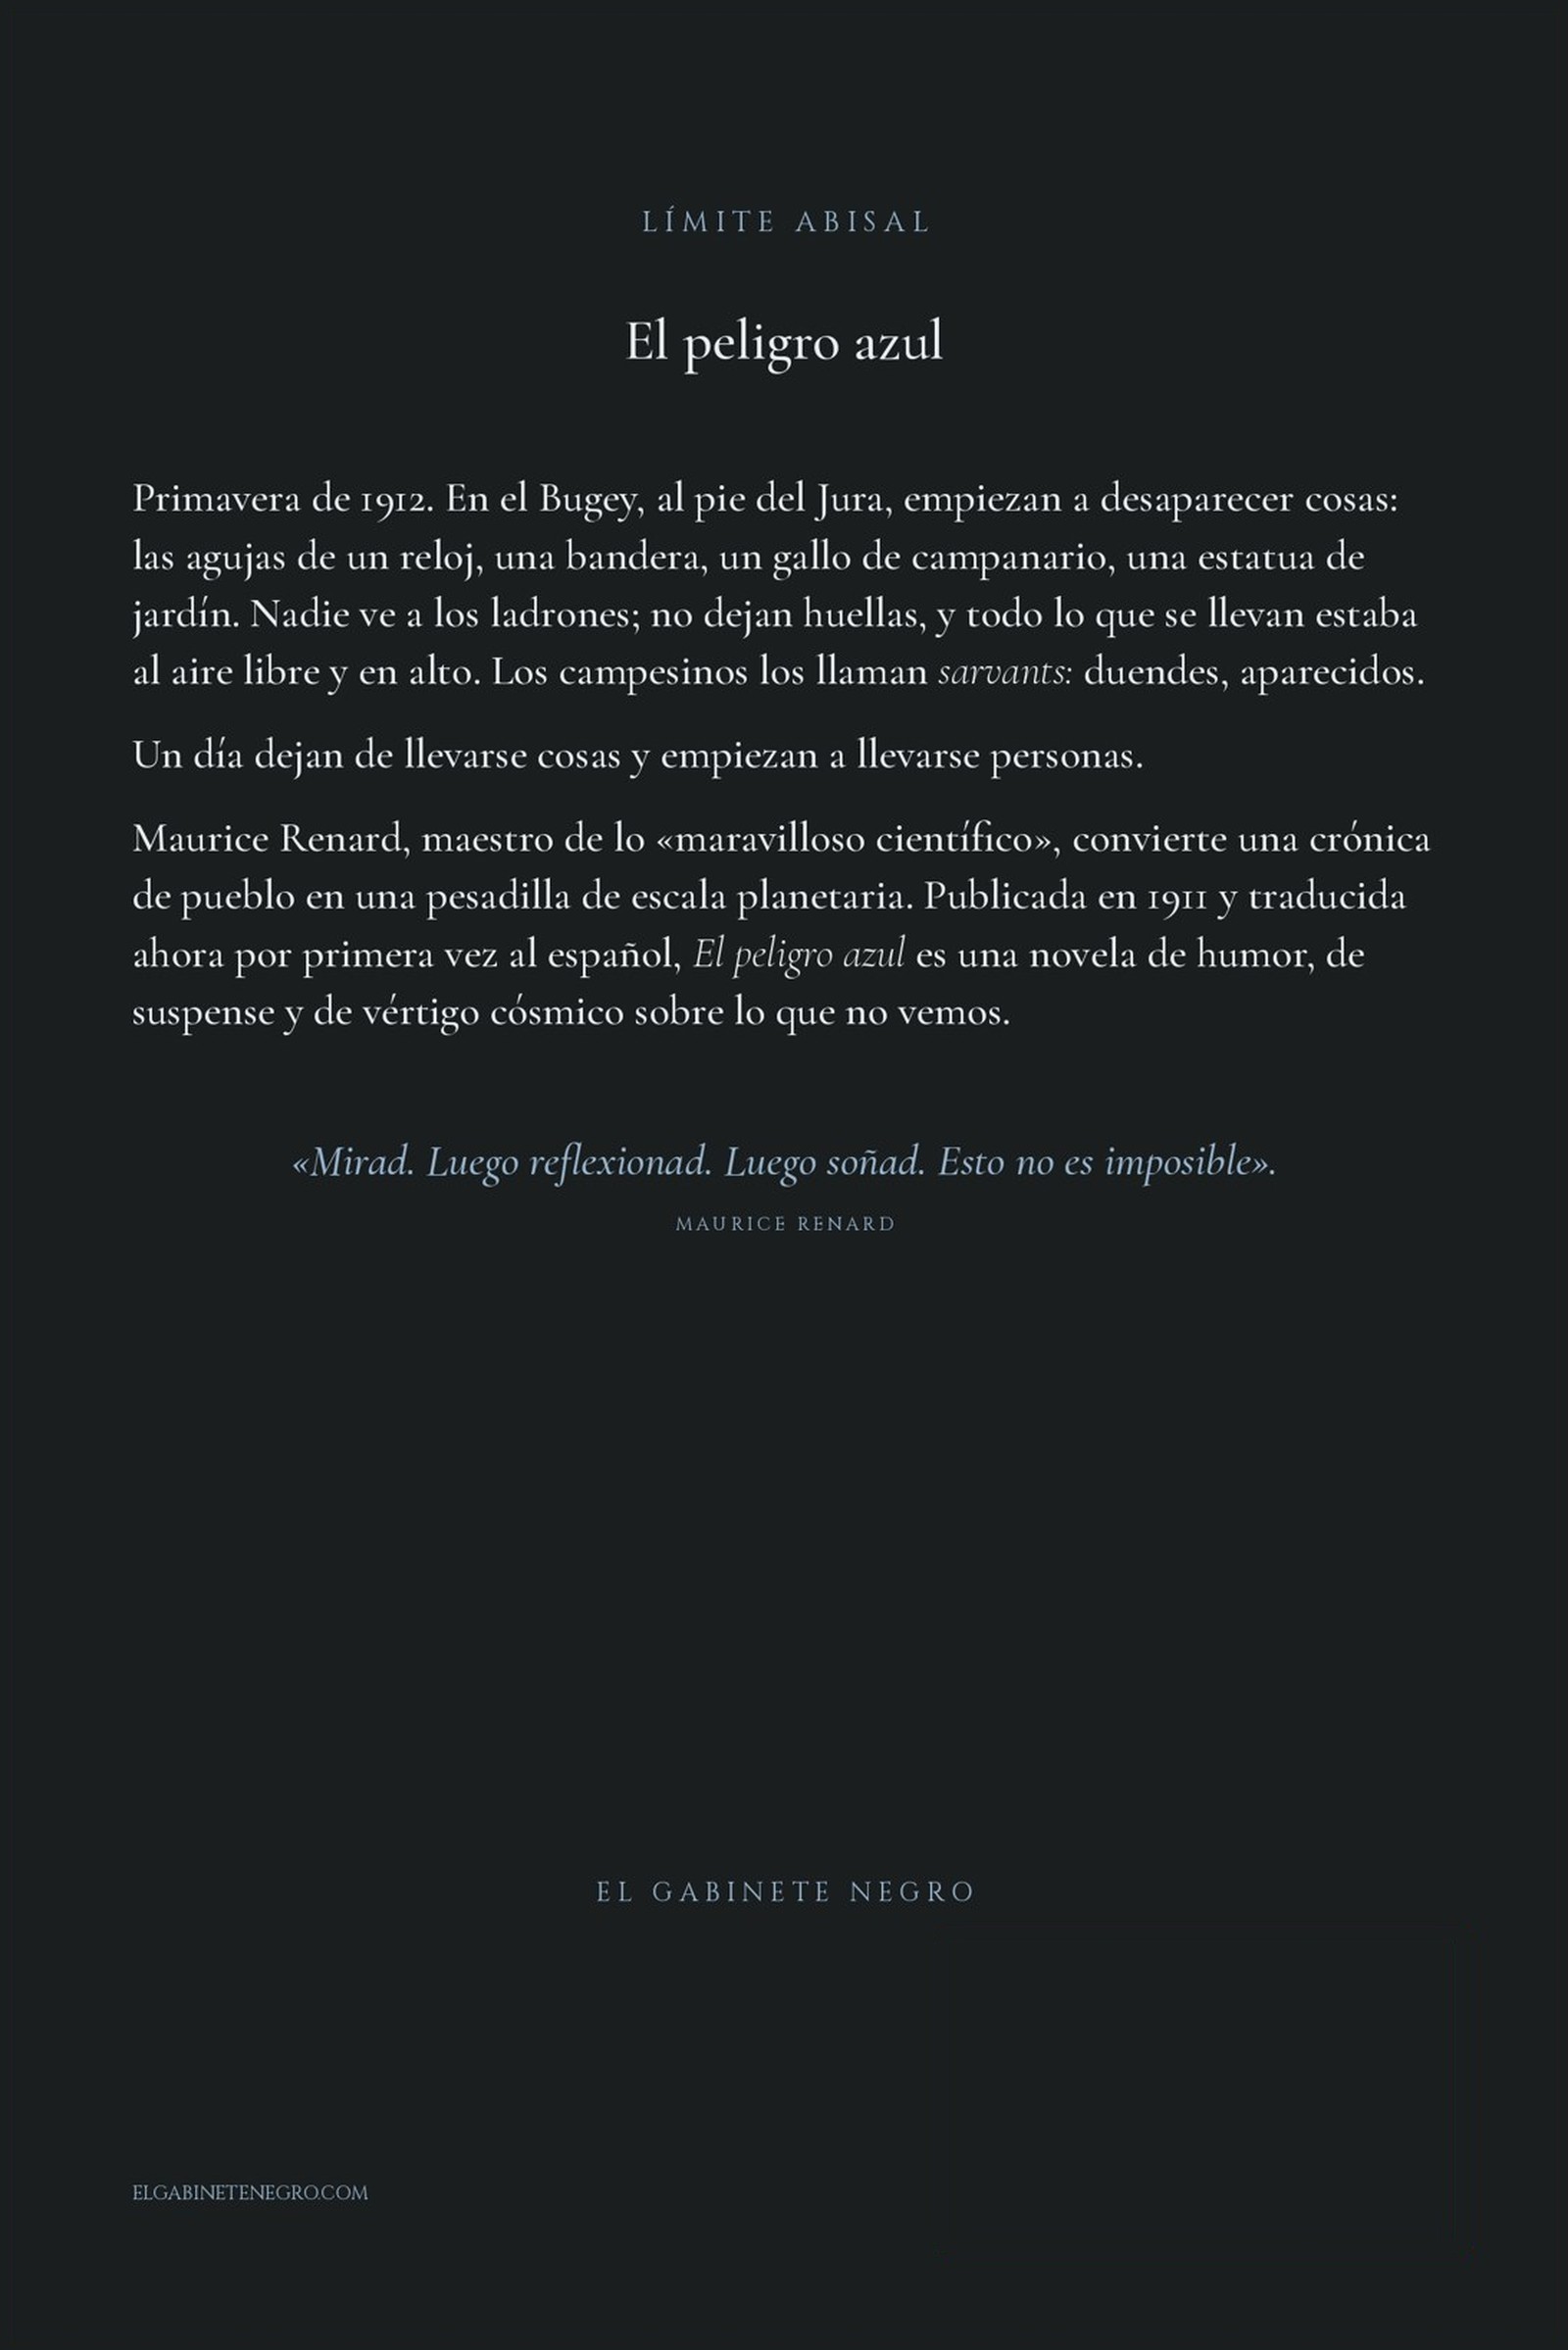 LÍMITE ABISAL
El peligro azul
Primavera de 1912. En el Bugey, al pie del Jura, empiezan a desaparecer cosas:
las agujas de un reloj, una bandera, un gallo de campanario, una estatua de
jardín. Nadie ve a los ladrones; no dejan huellas, y todo lo que se llevan estaba
al aire libre y en alto. Los campesinos los llaman sarvants: duendes, aparecidos.
Un día dejan de llevarse cosas y empiezan a llevarse personas.
Maurice Renard, maestro de lo «maravilloso científico», convierte una crónica
de pueblo en una pesadilla de escala planetaria. Publicada en 1911 y traducida
ahora por primera vez al español, El peligro azul es una novela de humor, de
suspense y de vértigo cósmico sobre lo que no vemos.
«Mirad. Luego reflexionad. Luego soñad. Esto no es imposible».
MAURICE RENARD
EL GABINETE NEGRO
ELGABINETENEGRO.COM